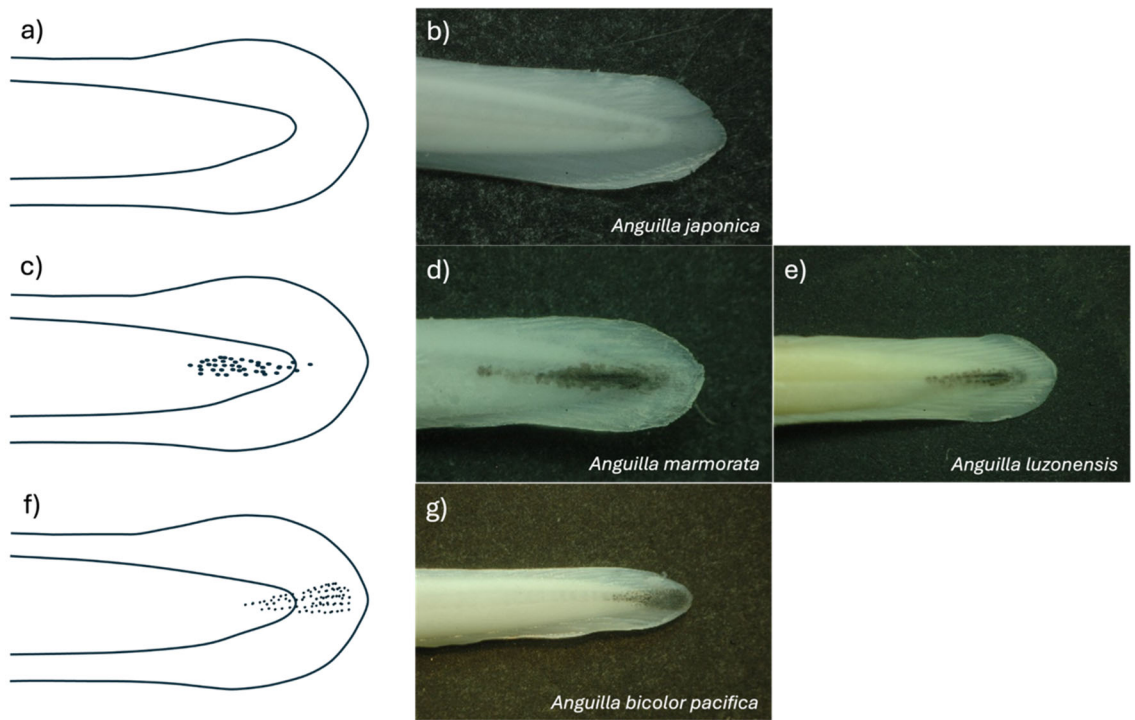 a)
b)
Anguilla japonica
c)
d)
Anguilla marmorata
e)
Anguilla luzonensis
f)
g)
Anguilla bicolor pacifica